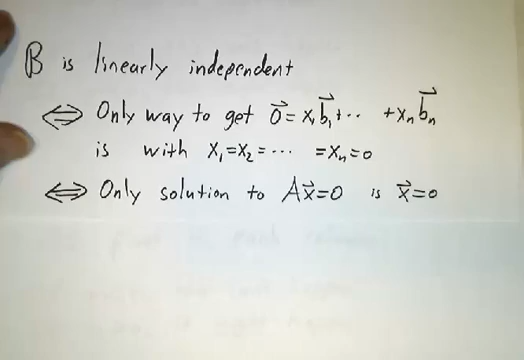 B is linearly independent
⟺ Only way to get 0⃗ = x₁b⃗₁+ ·· +xₙb⃗ₙ
is with x₁=x₂= ··· =xₙ=0
⟺ Only solution to Ax⃗=0 is x⃗=0